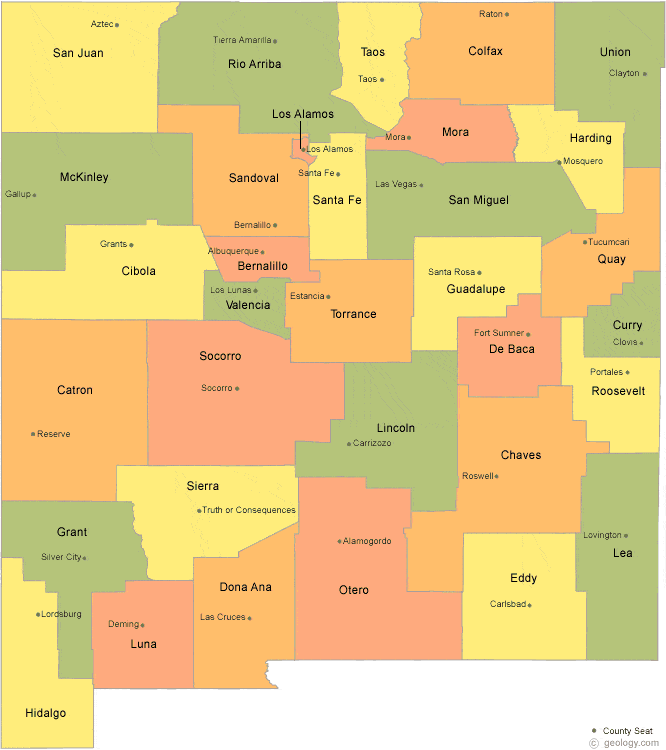 Raton
Aztec
Tierra Amarilla
San Juan
Rio Arriba
Taos
Taos
Colfax
Union
Clayton
Los Alamos
Mora
Mora
Harding
Los Alamos
Mosquero
McKinley
Gallup
Sandoval
Santa Fe
Santa Fe
Las Vegas
San Miguel
Bernalillo
Grants
Cibola
Albuquerque
Bernalillo
Tucumcari
Quay
Santa Rosa
Guadalupe
Los Lunas
Valencia
Estancia
Torrance
Curry
Clovis
Fort Sumner
De Baca
Socorro
Socorro
Catron
Reserve
Portales
Roosevelt
Lincoln
Carrizozo
Chaves
Roswell
Sierra
Truth or Consequences
Grant
Silver City
Alamogordo
Otero
Lovington
Lea
Dona Ana
Las Cruces
Eddy
Carlsbad
Lordsburg
Deming
Luna
Hidalgo
County Seat
© geology.com